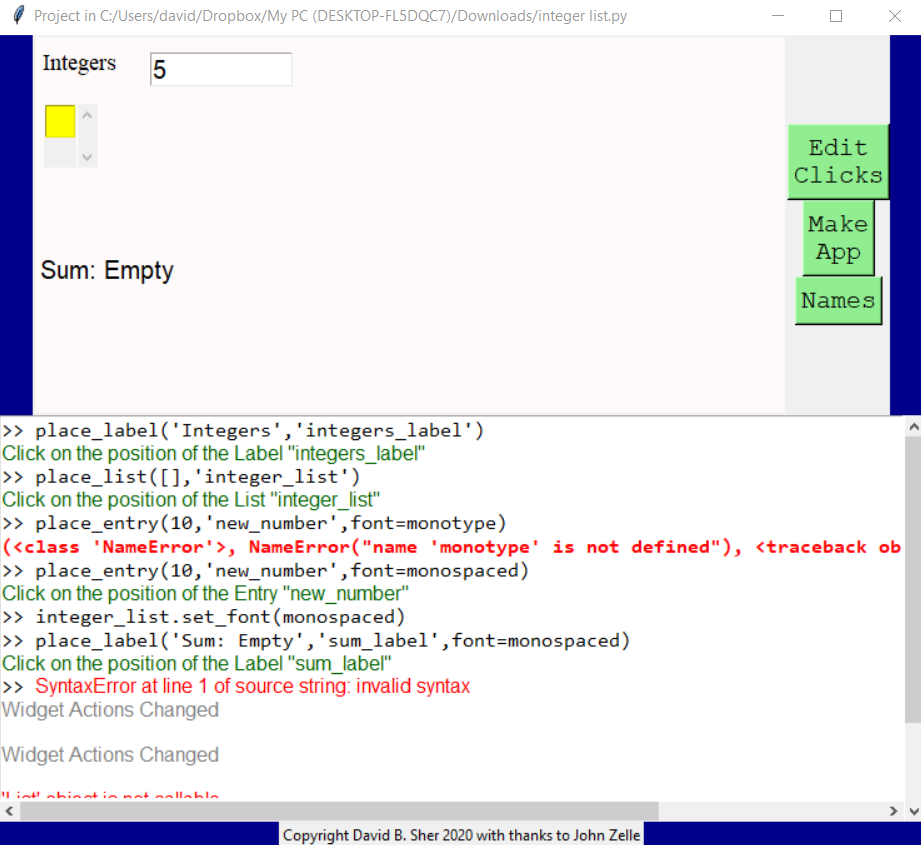 Project in C:/Users/david/Dropbox/My PC (DESKTOP-FL5DQC7)/Downloads/integer list.py
Integers
5
Edit
Clicks
Make
App
Names
Sum: Empty
>> place_label('Integers','integers_label')
Click on the position of the Label "integers_label"
>> place_list([],'integer_list')
Click on the position of the List "integer_list"
>> place_entry(10,'new_number',font=monotype)
(<class 'NameError'>, NameError("name 'monotype' is not defined"), <traceback ob
>> place_entry(10,'new_number',font=monospaced)
Click on the position of the Entry "new_number"
>> integer_list.set_font(monospaced)
>> place_label('Sum: Empty','sum_label',font=monospaced)
Click on the position of the Label "sum_label"
>> SyntaxError at line 1 of source string: invalid syntax
Widget Actions Changed
Widget Actions Changed
'List' object is not callable
Copyright David B. Sher 2020 with thanks to John Zelle